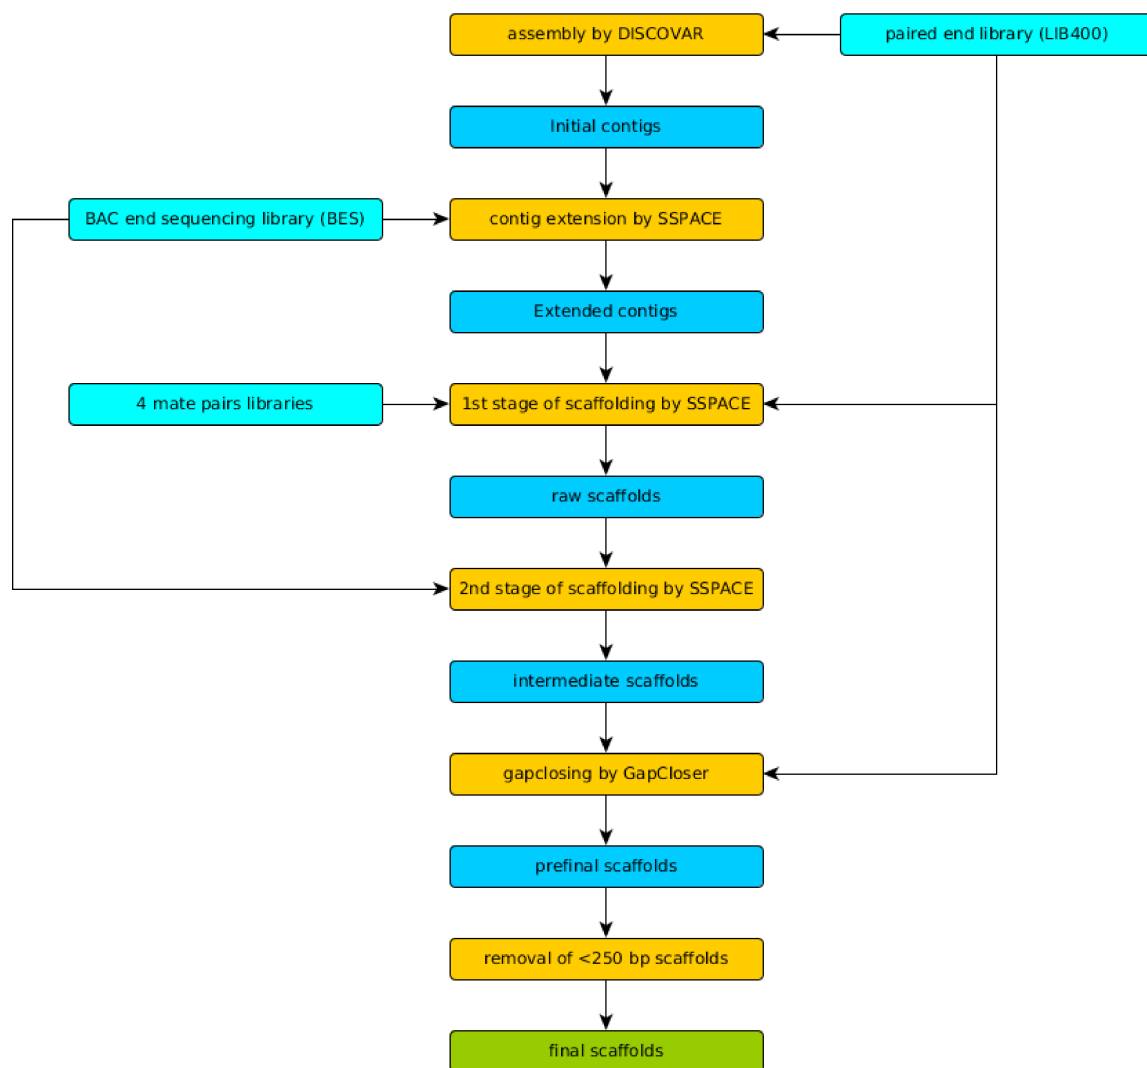 assembly by DISCOVAR
paired end library (LIB400)
Initial contigs
BAC end sequencing library (BES)
contig extension by SSPACE
Extended contigs
4 mate pairs libraries
1st stage of scaffolding by SSPACE
raw scaffolds
2nd stage of scaffolding by SSPACE
intermediate scaffolds
gapclosing by GapCloser
prefinal scaffolds
removal of <250 bp scaffolds
final scaffolds